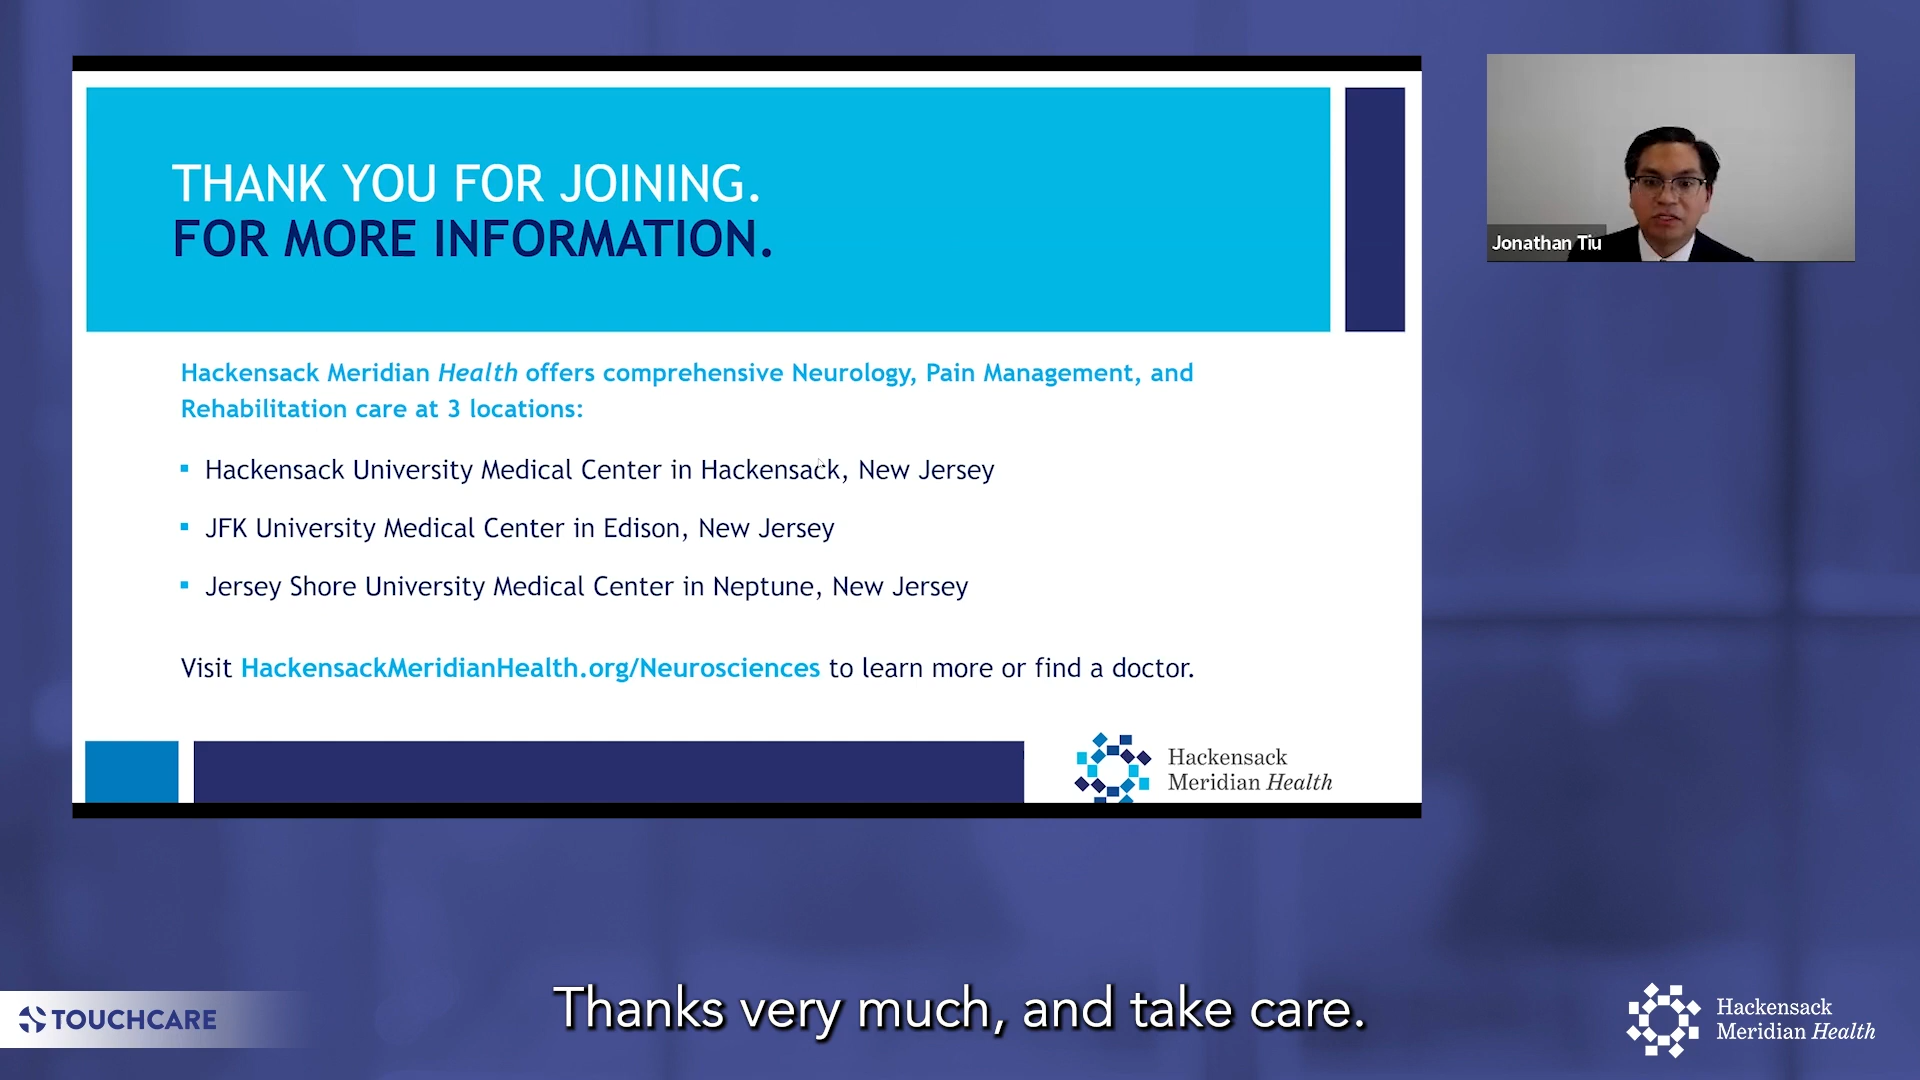 THANK YOU FOR JOINING.
FOR MORE INFORMATION.
Hackensack Meridian Health offers comprehensive Neurology, Pain Management, and
Rehabilitation care at 3 locations:
Hackensack University Medical Center in Hackensack, New Jersey
JFK University Medical Center in Edison, New Jersey
Jersey Shore University Medical Center in Neptune, New Jersey
Visit HackensackMeridianHealth.org/Neurosciences to learn more or find a doctor.
Hackensack
Meridian Health
Jonathan Tiu
Thanks very much, and take care.
TOUCHCARE
Hackensack
Meridian Health